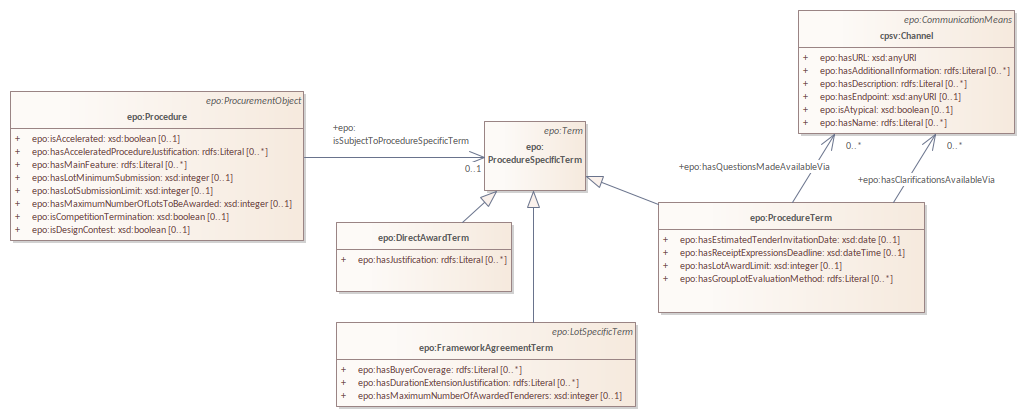 epo:CommunicationMeans
cpsv:Channel
+ epo:hasURL: xsd:anyURI
+ epo:hasAdditionalInformation: rdfs:Literal [0..*]
+ epo:hasDescription: rdfs:Literal [0..*]
+ epo:hasEndpoint: xsd:anyURI [0..1]
+ epo:isAtypical: xsd:boolean [0..1]
+ epo:hasName: rdfs:Literal [0..*]
epo:ProcurementObject
epo:Procedure
+ epo:isAccelerated: xsd:boolean [0..1]
+ epo:hasAcceleratedProcedureJustification: rdfs:Literal [0..*]
+ epo:hasMainFeature: rdfs:Literal [0..*]
+ epo:hasLotMinimumSubmission: xsd:integer [0..1]
+ epo:hasLotSubmissionLimit: xsd:integer [0..1]
+ epo:hasMaximumNumberOfLotsToBeAwarded: xsd:integer [0..1]
+ epo:isCompetitionTermination: xsd:boolean [0..1]
+ epo:isDesignContest: xsd:boolean [0..1]
+epo:
isSubjectToProcedureSpecificTerm
0..1
epo:Term
epo:
ProcedureSpecificTerm
0..*
0..*
+epo:hasQuestionsMadeAvailableVia
+epo:hasClarificationsAvailableVia
epo:ProcedureTerm
+ epo:hasEstimatedTenderInvitationDate: xsd:date [0..1]
+ epo:hasReceiptExpressionsDeadline: xsd:dateTime [0..1]
+ epo:hasLotAwardLimit: xsd:integer [0..1]
+ epo:hasGroupLotEvaluationMethod: rdfs:Literal [0..*]
epo:DirectAwardTerm
+ epo:hasJustification: rdfs:Literal [0..*]
epo:LotSpecificTerm
epo:FrameworkAgreementTerm
+ epo:hasBuyerCoverage: rdfs:Literal [0..*]
+ epo:hasDurationExtensionJustification: rdfs:Literal [0..*]
+ epo:hasMaximumNumberOfAwardedTenderers: xsd:integer [0..1]